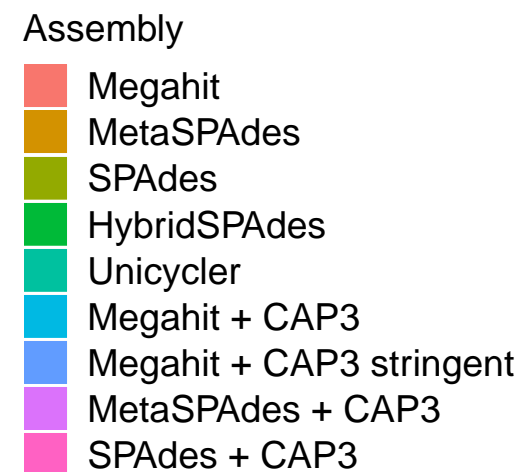 Assembly
Megahit
MetaSPAdes
SPAdes
HybridSPAdes
Unicycler
Megahit + CAP3
Megahit + CAP3 stringent
MetaSPAdes + CAP3
SPAdes + CAP3